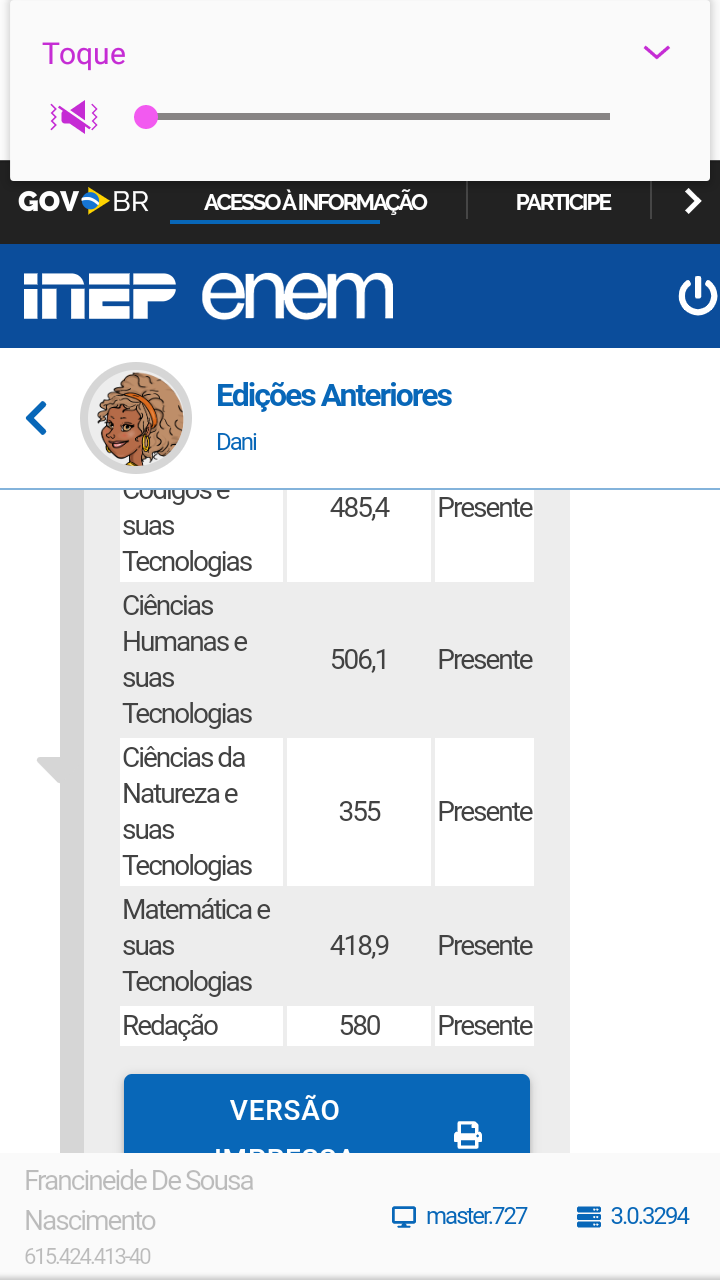 Toque
GOV BR ACESSO À INFORMAÇÃO PARTICIPE
INEP enem
Edições Anteriores
Dani
Códigos e
suas
Tecnologias
485,4 Presente
Ciências
Humanas e
suas
Tecnologias
506,1 Presente
Ciências da
Natureza e
suas
Tecnologias
355 Presente
Matemática e
suas
Tecnologias
418,9 Presente
Redação 580 Presente
VERSÃO
IMPRESSA
Francineide De Sousa
Nascimento
615.424.413-40
master.727 3.0.3294